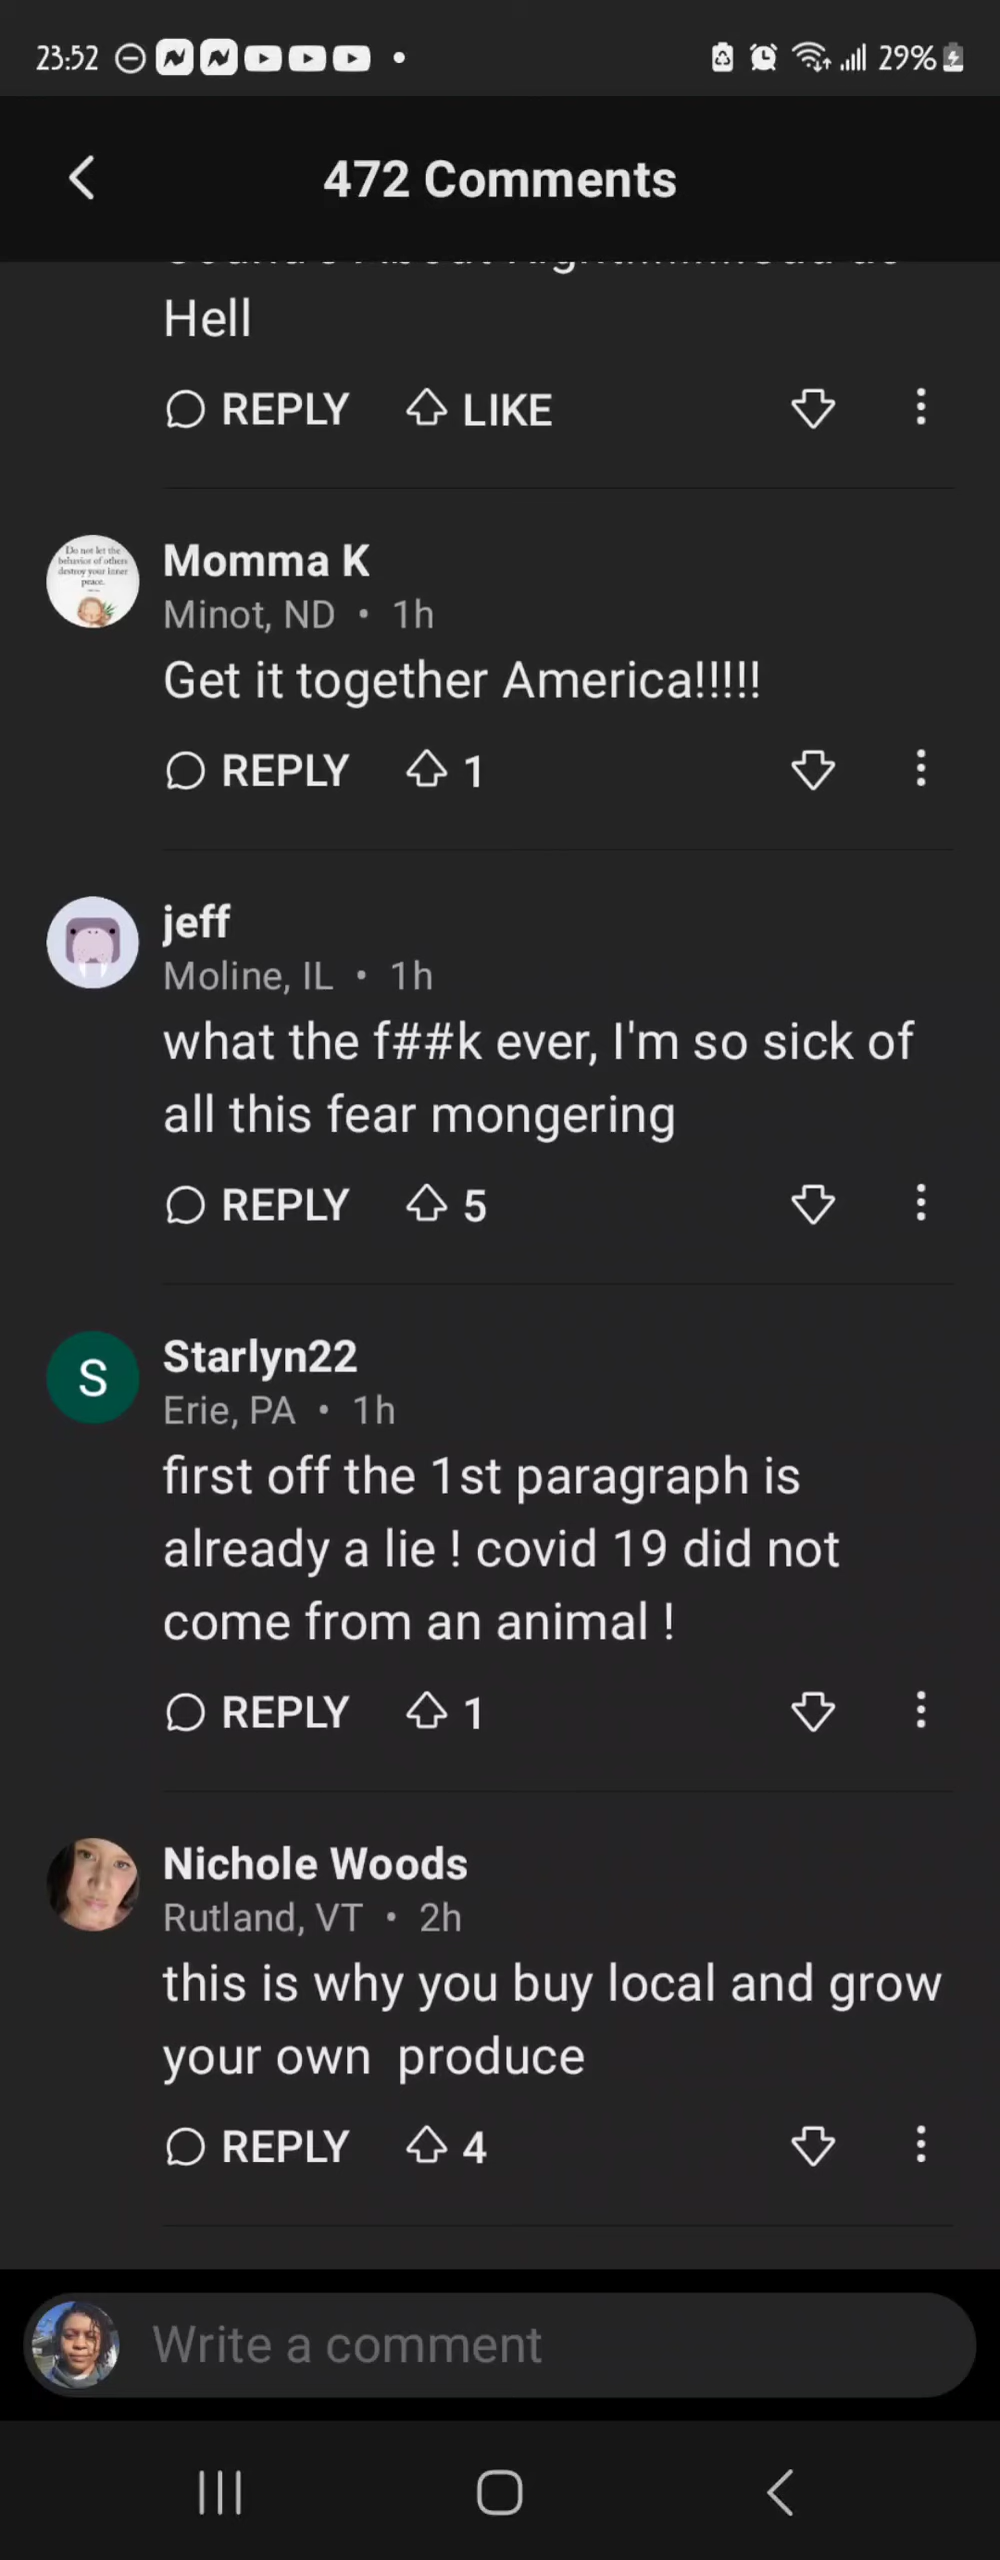 23:52
29%
472 Comments
Hell
REPLY
LIKE
Momma K
Minot, ND • 1h
Get it together America!!!!!
REPLY
1
jeff
Moline, IL • 1h
what the f##k ever, I'm so sick of
all this fear mongering
REPLY
5
S
Starlyn22
Erie, PA • 1h
first off the 1st paragraph is
already a lie ! covid 19 did not
come from an animal !
REPLY
1
Nichole Woods
Rutland, VT • 2h
this is why you buy local and grow
your own  produce
REPLY
4
Write a comment